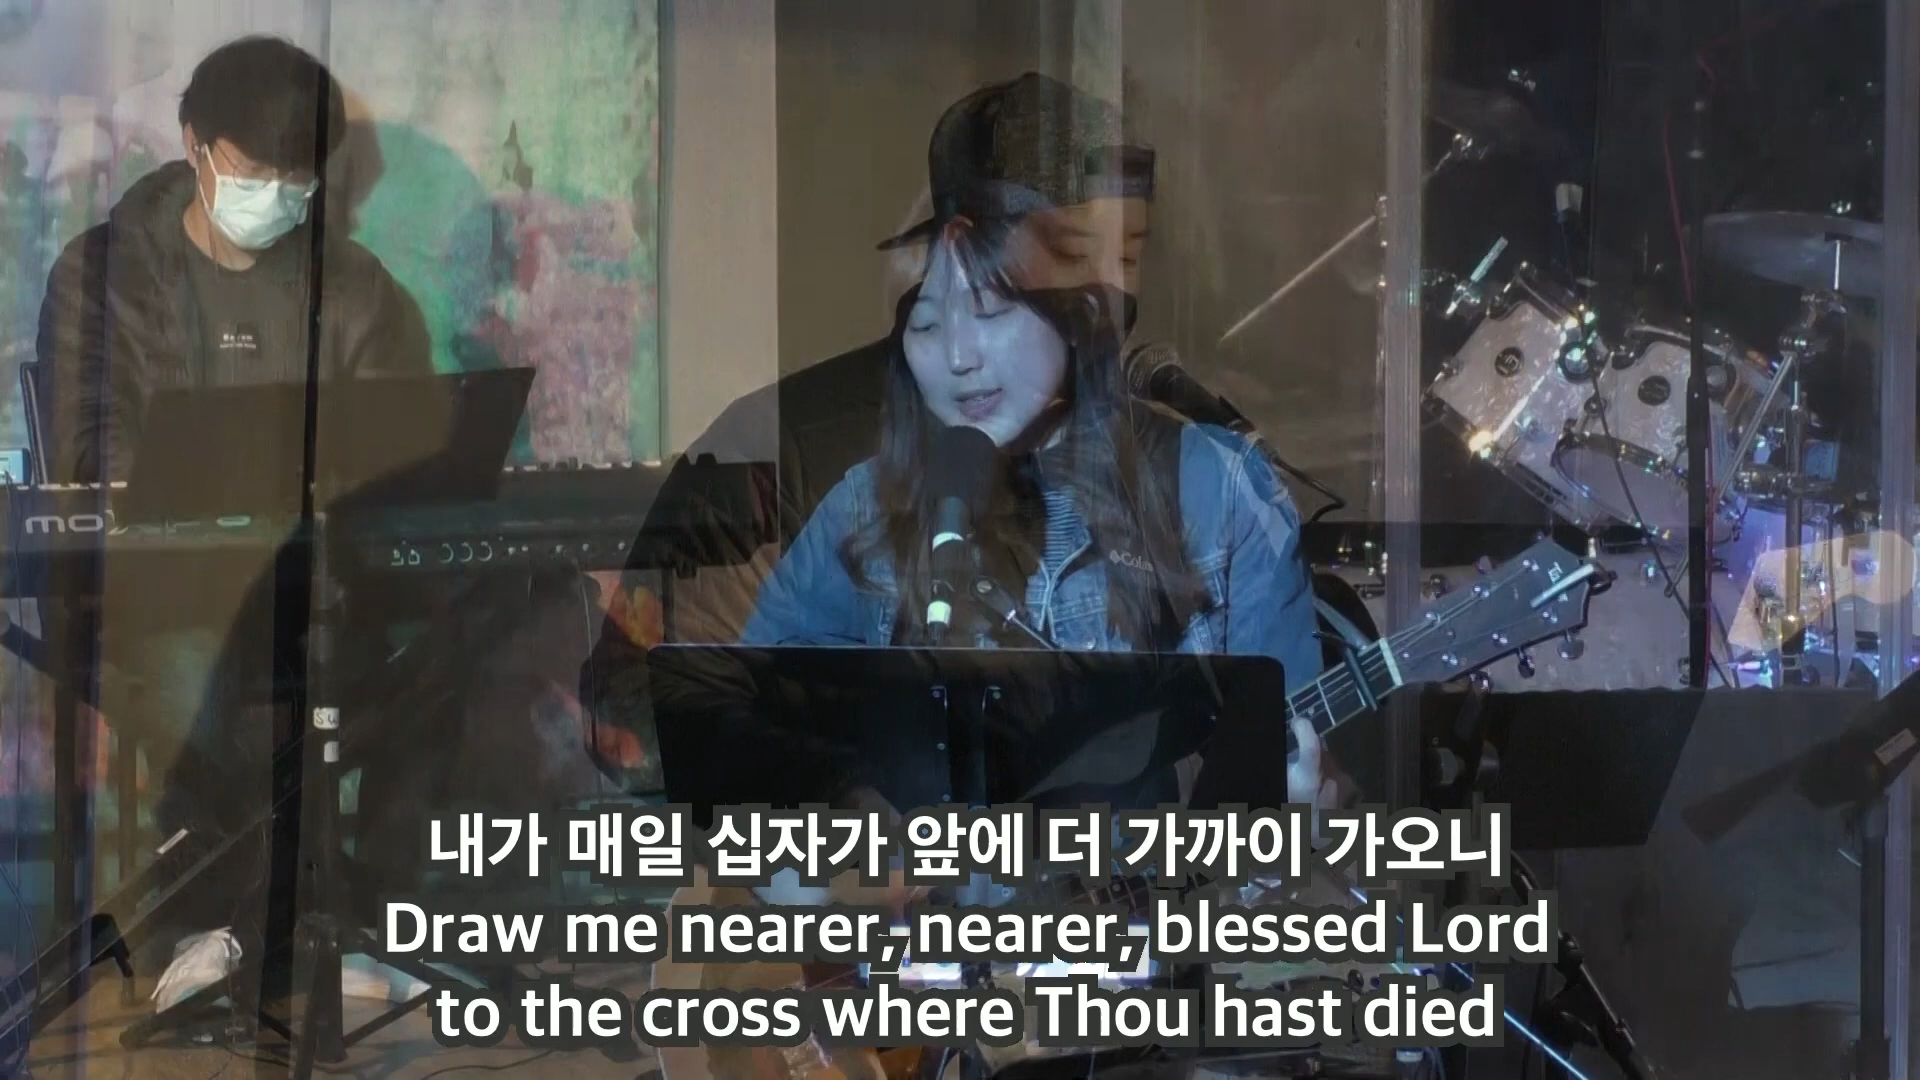 내가 매일 십자가 앞에 더 가까이 가오니
Draw me nearer, nearer, blessed Lord
to the cross where Thou hast died